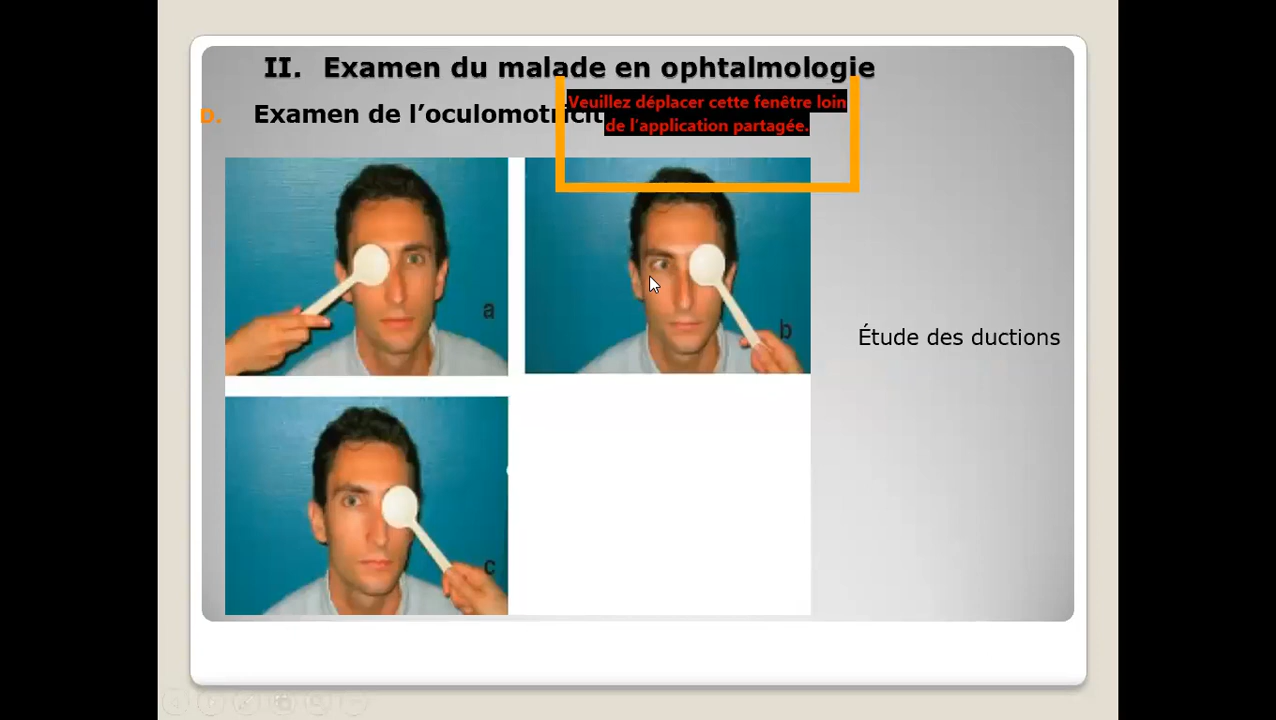 II. Examen du malade en ophtalmologie
D. Examen de l’oculomotricit
Veuillez déplacer cette fenêtre loin
de l'application partagée.
a
b
Étude des ductions
c